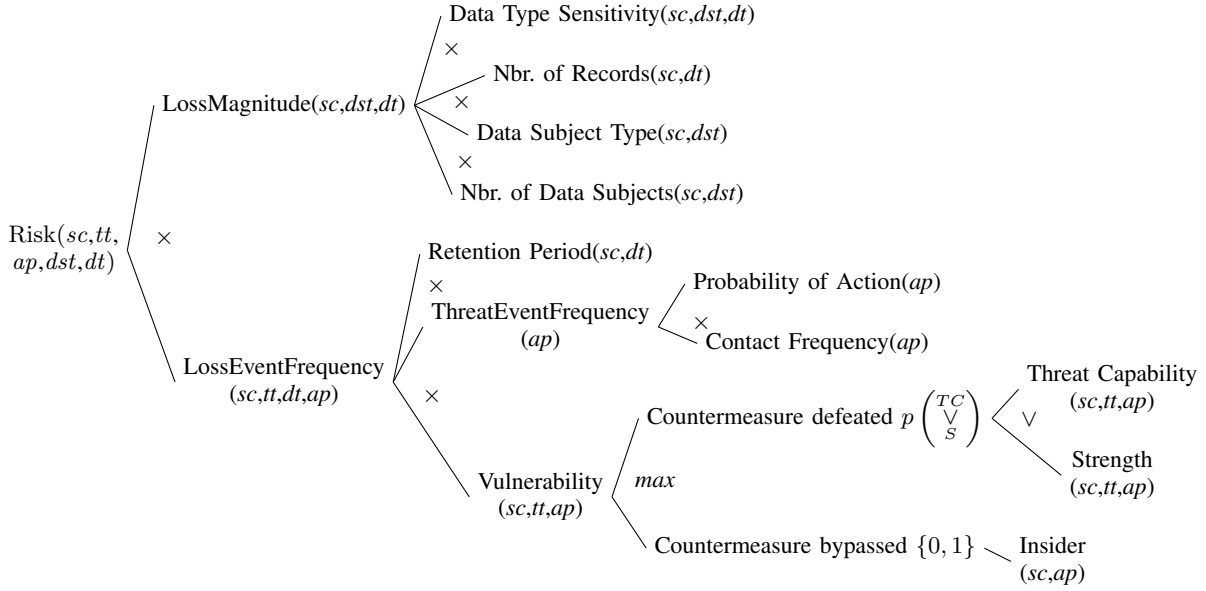 Data Type Sensitivity(sc,dst,dt)
×
Nbr. of Records(sc,dt)
LossMagnitude(sc,dst,dt)
×
Data Subject Type(sc,dst)
×
Nbr. of Data Subjects(sc,dst)
Risk(sc,tt,
ap,dst,dt)
×
Retention Period(sc,dt)
×
ThreatEventFrequency
(ap)
Probability of Action(ap)
×
Contact Frequency(ap)
LossEventFrequency
(sc,tt,dt,ap)
×
Threat Capability
(sc,tt,ap)
Countermeasure defeated p (TC ∨ S)
∨
Strength
(sc,tt,ap)
Vulnerability
(sc,tt,ap)
max
Countermeasure bypassed {0, 1}
Insider
(sc,ap)